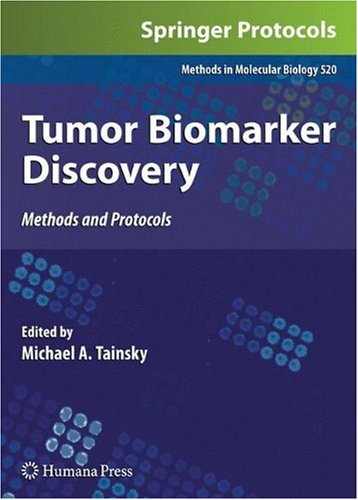 Springer Protocols
Methods in Molecular Biology 520
Tumor Biomarker
Discovery
Methods and Protocols
Edited by
Michael A. Tainsky
Humana Press